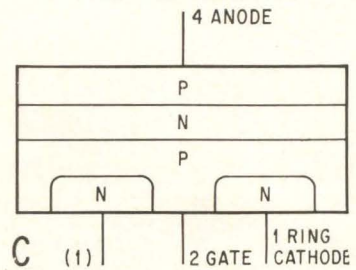 4 ANODE
P
N
P
N N
C (1) 2 GATE 1 RING CATHODE